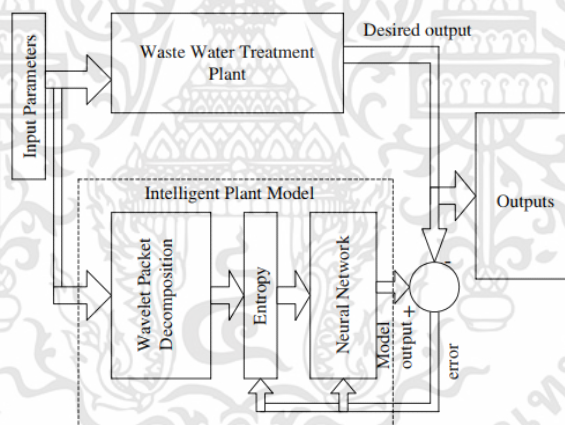 Input Parameters
Waste Water Treatment
Plant
Desired output
Outputs
Intelligent Plant Model
Wavelet Packet
Decomposition
Entropy
Neural Network
Model
output +
-
error